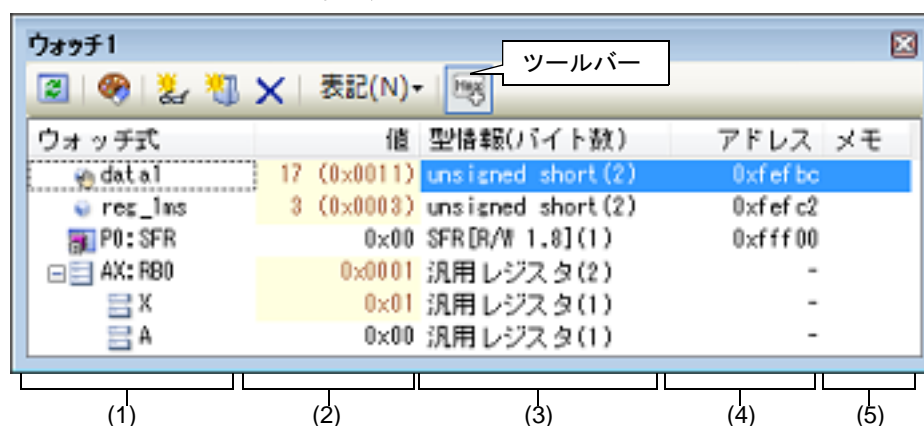 ウォッチ1
ツールバー
表記(N)
Hex
ウォッチ式 値 型情報(バイト数) アドレス メモ
data1 17 (0x0011) unsigned short(2) 0xfefbc
reg_1ms 3 (0x0003) unsigned short(2) 0xfefc2
P0:SFR 0x00 SFR[R/W 1.8](1) 0xfff00
AX:RB0 0x0001 汎用レジスタ(2) -
X 0x01 汎用レジスタ(1) -
A 0x00 汎用レジスタ(1) -
(1) (2) (3) (4) (5)